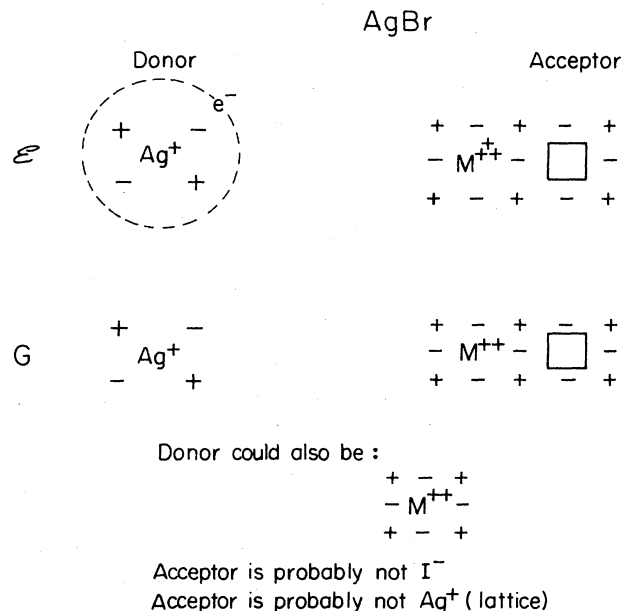 AgBr
Donor Acceptor
e⁻
+ − + − + − +
ℰ Ag⁺ − M⁺⁺⁺ − □ −
− + + − + − +
+ − + − + − +
G Ag⁺ − M⁺⁺ − □ −
− + + − + − +
Donor could also be :
+ − +
− M⁺⁺ −
+ − +
Acceptor is probably not I⁻
Acceptor is probably not Ag⁺ (lattice)